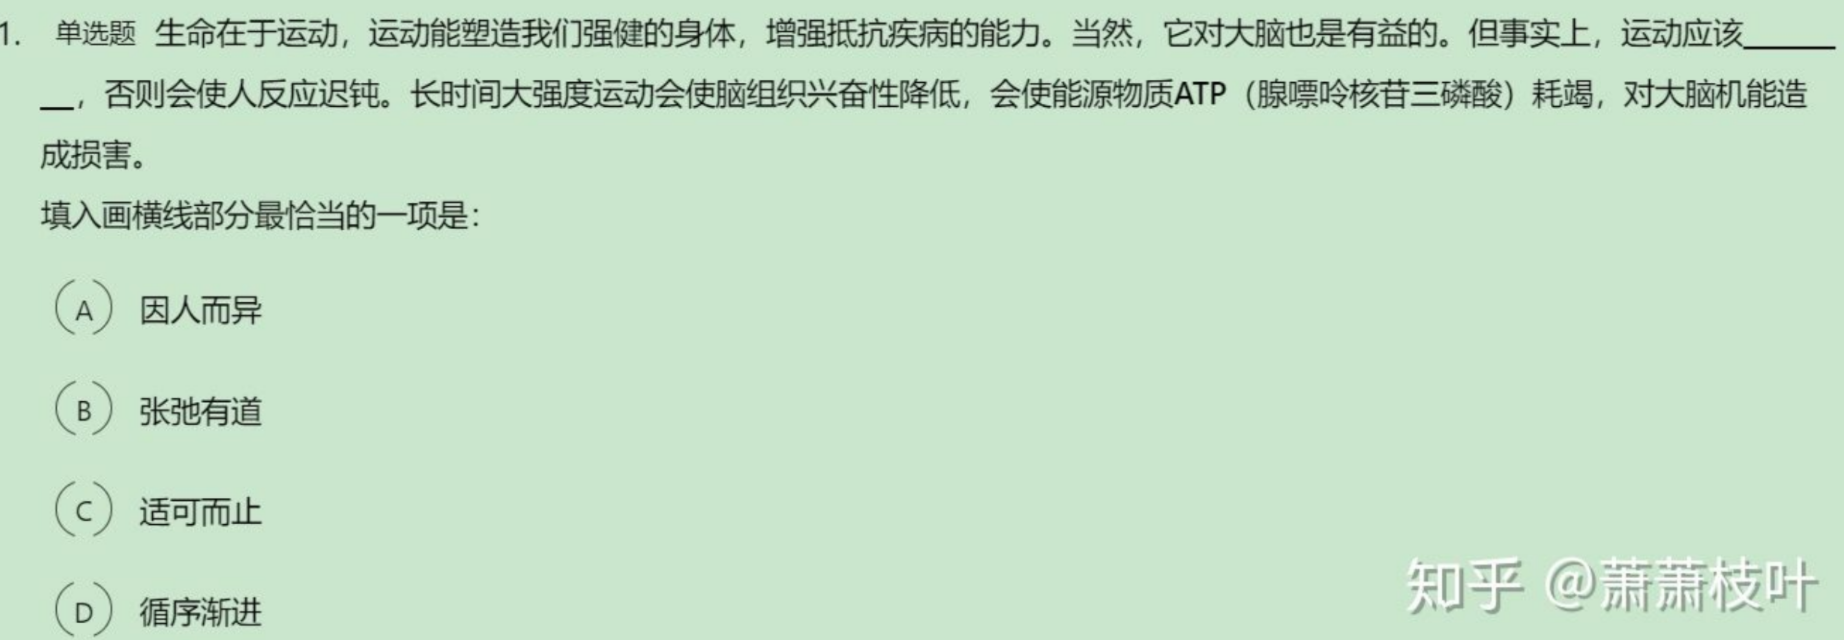 1. 单选题 生命在于运动，运动能塑造我们强健的身体，增强抵抗疾病的能力。当然，它对大脑也是有益的。但事实上，运动应该______
__，否则会使人反应迟钝。长时间大强度运动会使脑组织兴奋性降低，会使能源物质ATP（腺嘌呤核苷三磷酸）耗竭，对大脑机能造
成损害。
填入画横线部分最恰当的一项是：
A 因人而异
B 张弛有道
C 适可而止
D 循序渐进
知乎 @萧萧枝叶